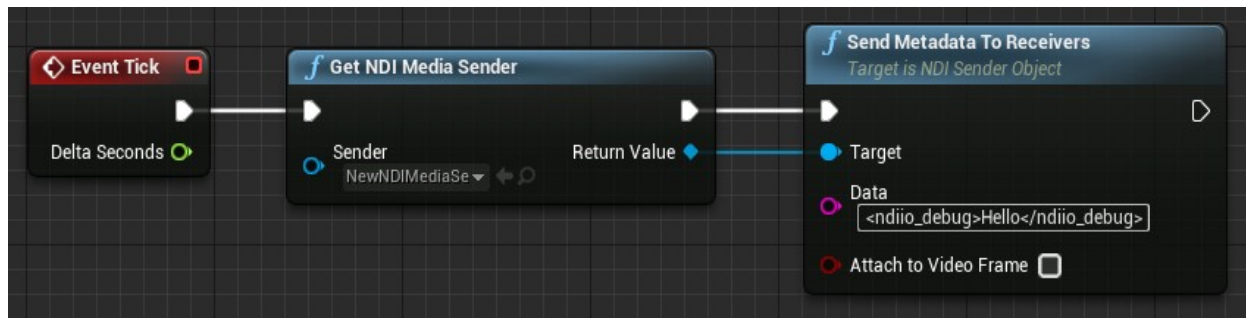 Event Tick
Delta Seconds
f Get NDI Media Sender
Sender
NewNDIMediaSe
Return Value
f Send Metadata To Receivers
Target is NDI Sender Object
Target
Data
<ndiio_debug>Hello</ndiio_debug>
Attach to Video Frame